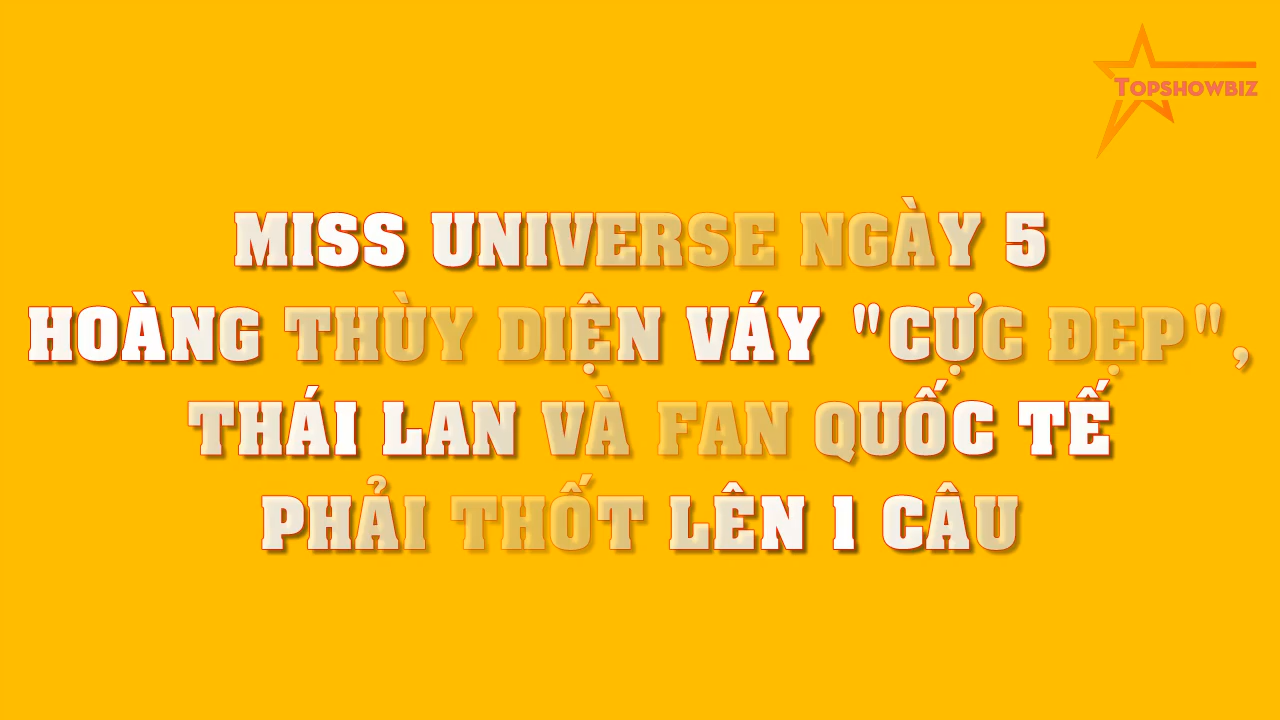 TOPSHOWBIZ
MISS UNIVERSE NGÀY 5
HOÀNG THÙY DIỆN VÁY "CỰC ĐẸP",
THÁI LAN VÀ FAN QUỐC TẾ
PHẢI THỐT LÊN 1 CÂU